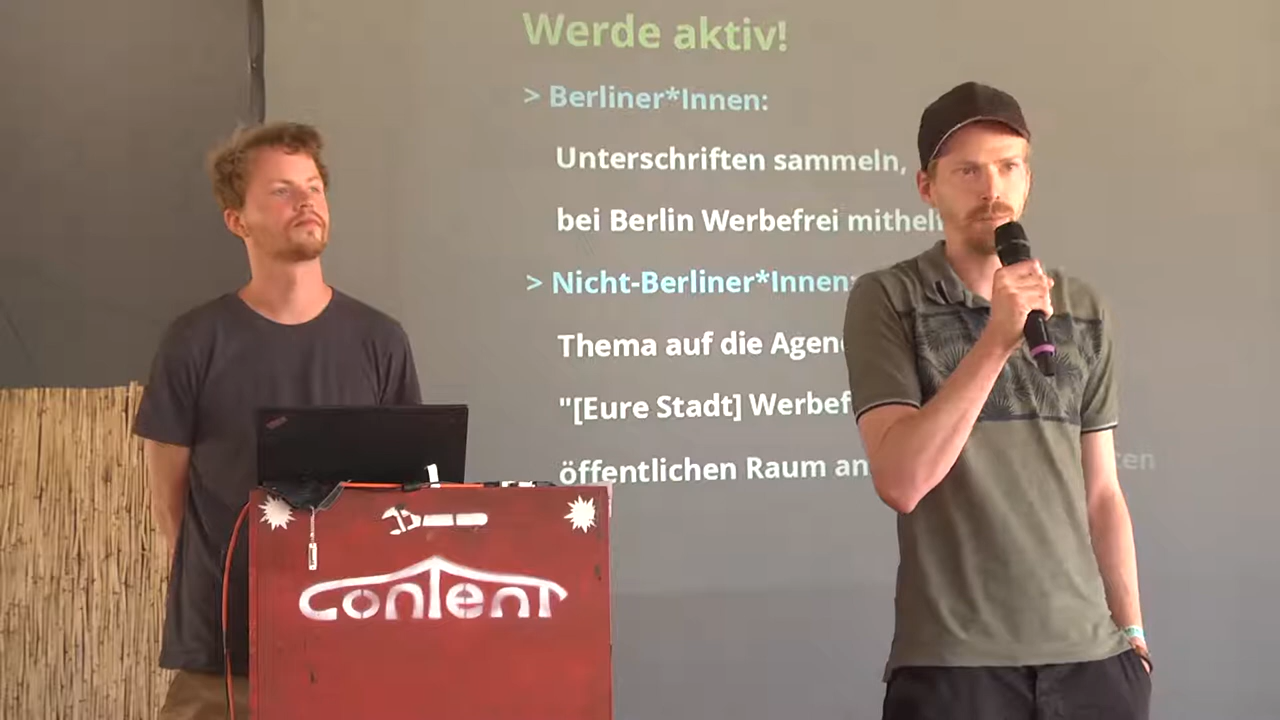 Werde aktiv!
> Berliner*Innen:
Unterschriften sammeln,
bei Berlin Werbefrei
> Nicht-Berliner*Innen:
Thema auf die
"[Eure Stadt]
öffentlichen Raum
conTenT